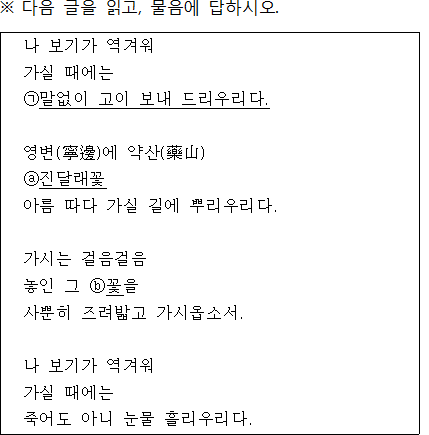 ※ 다음 글을 읽고, 물음에 답하시오.
나 보기가 역겨워
가실 때에는
㉠말없이 고이 보내 드리우리다.
영변(寧邊)에 약산(藥山)
ⓐ진달래꽃
아름 따다 가실 길에 뿌리우리다.
가시는 걸음걸음
놓인 그 ⓑ꽃을
사뿐히 즈려밟고 가시옵소서.
나 보기가 역겨워
가실 때에는
죽어도 아니 눈물 흘리우리다.